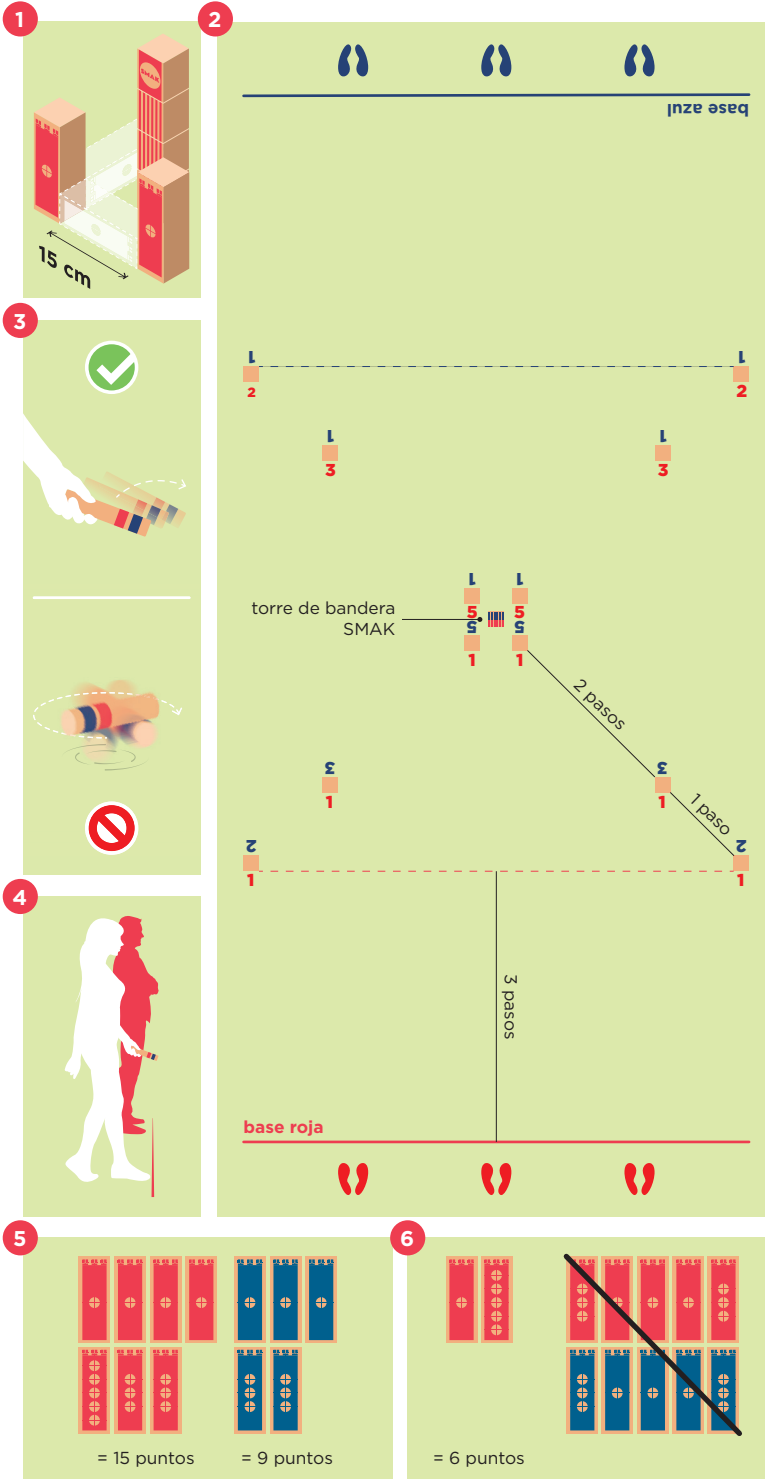 1
SMAK
15 cm
2
base azul
1 1
2 2
1 1
3 3
1 1
5 5
5 5
1 1
torre de bandera
SMAK
2 pasos
3 3
1 1
1 paso
2 2
1 1
3 pasos
base roja
3
4
5
= 15 puntos
= 9 puntos
6
= 6 puntos